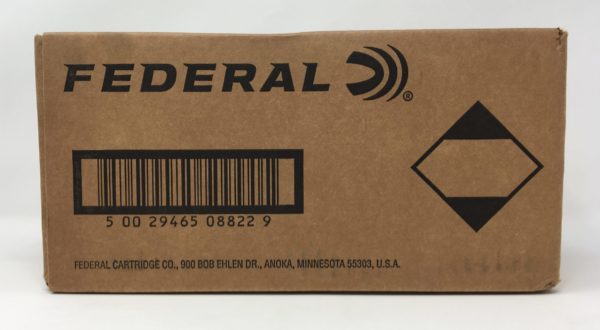 FEDERAL ®
5 00 29465 08822 9
FEDERAL CARTRIDGE CO., 900 BOB EHLEN DR., ANOKA, MINNESOTA 55303, U.S.A.